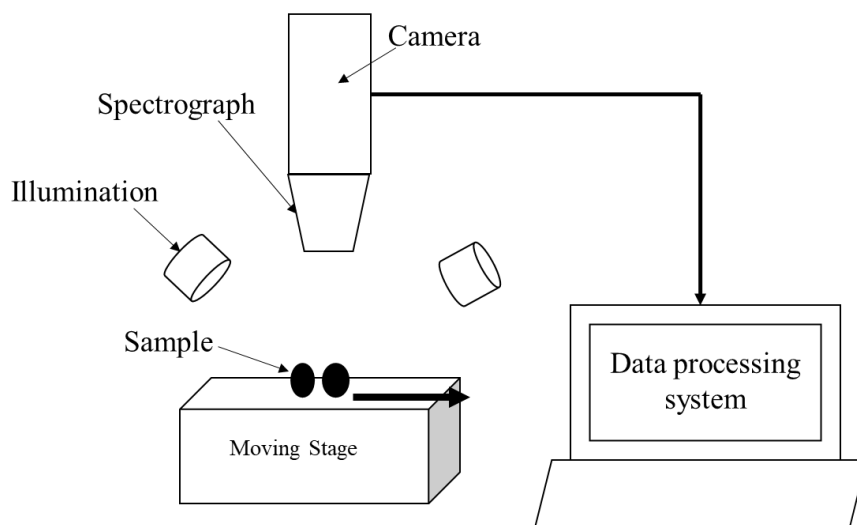 Camera
Spectrograph
Illumination
Sample
Data processing
system
Moving Stage